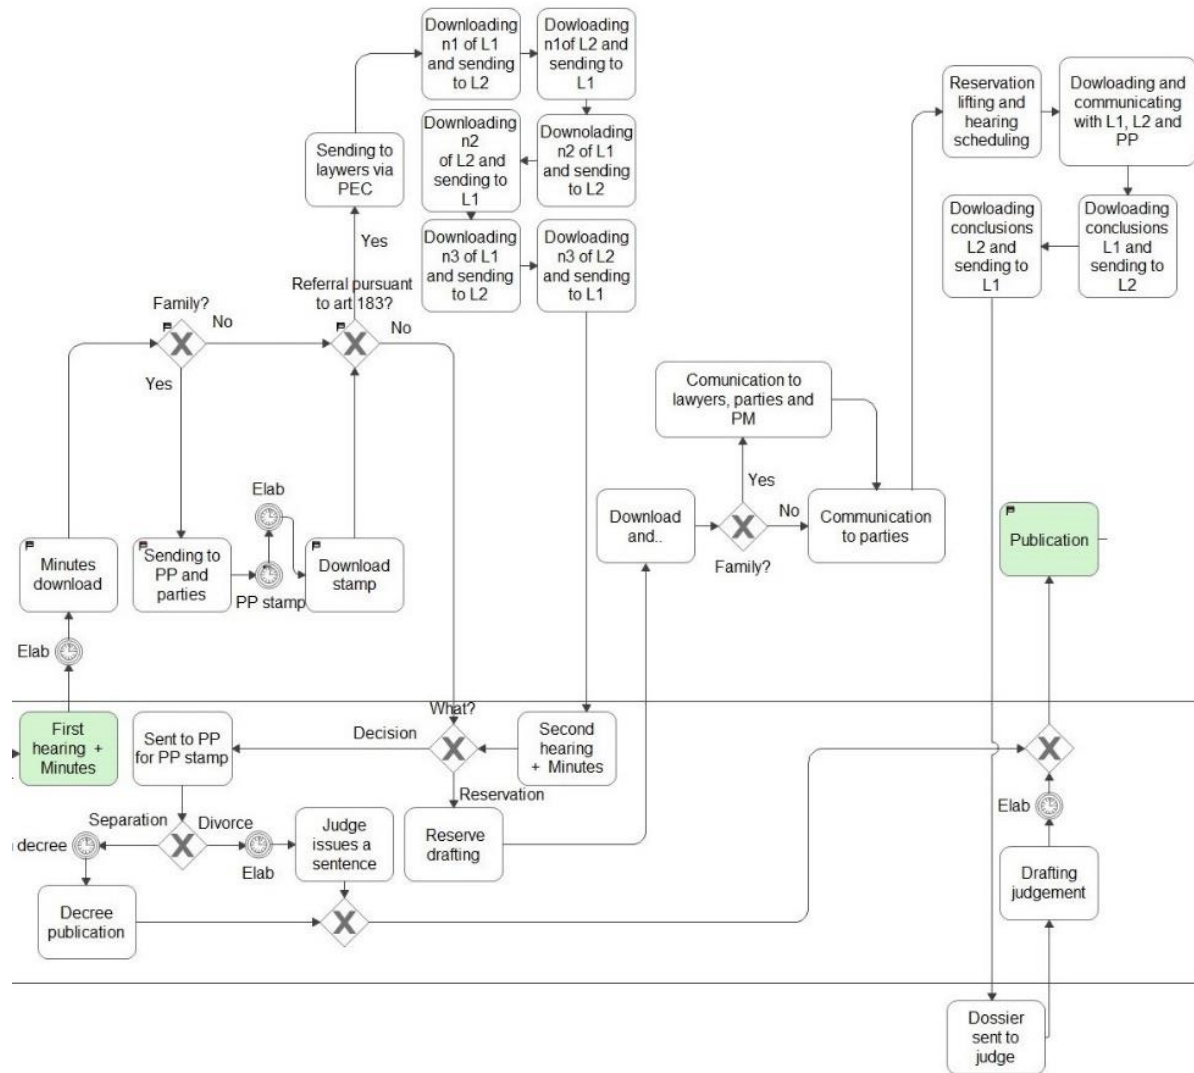 Downloading
n1 of L1
and sending
to L2
Dowloading
n1of L2 and
sending to
L1
Reservation
lifting and
hearing
scheduling
Dowloading and
communicating
with L1, L2 and
PP
Sending to
laywers via
PEC
Downloading
n2
of L2 and
sending to
L1
Downolading
n2 of L1
and sending
to L2
Yes
Downloading
n3 of L1
and sending
to L2
Dowloading
n3 of L2
and sending
to L1
Dowloading
conclusions
L2 and
sending to
L1
Dowloading
conclusions
L1 and
sending to
L2
Family?
No
Referral pursuant
to art 183?
No
Yes
Comunication to
lawyers, parties and
PM
Yes
Elab
Download
and..
No
Family?
Communication
to parties
Publication
Minutes
download
Sending to
PP and
parties
PP stamp
Download
stamp
Elab
First
hearing +
Minutes
Sent to PP
for PP stamp
Decision
What?
Second
hearing
+ Minutes
Reservation
Separation
Divorce
decree
Elab
Judge
issues a
sentence
Reserve
drafting
Elab
Drafting
judgement
Decree
publication
Dossier
sent to
judge